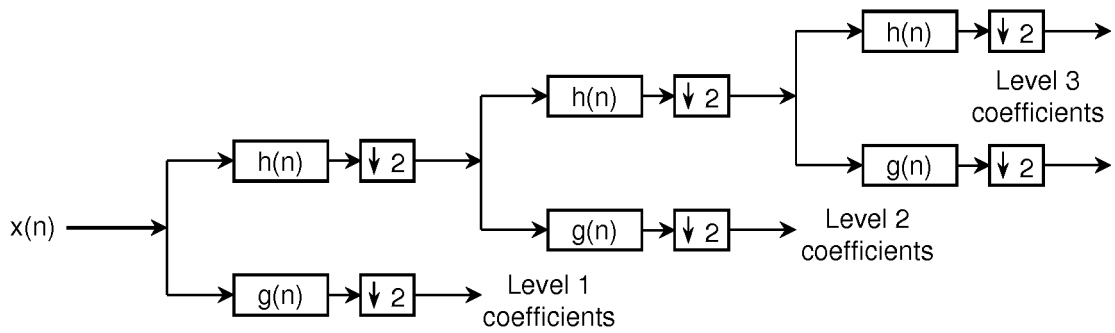 h(n) ↓ 2
Level 3
coefficients
h(n) ↓ 2
g(n) ↓ 2
h(n) ↓ 2
x(n)
g(n) ↓ 2
Level 2
coefficients
g(n) ↓ 2
Level 1
coefficients